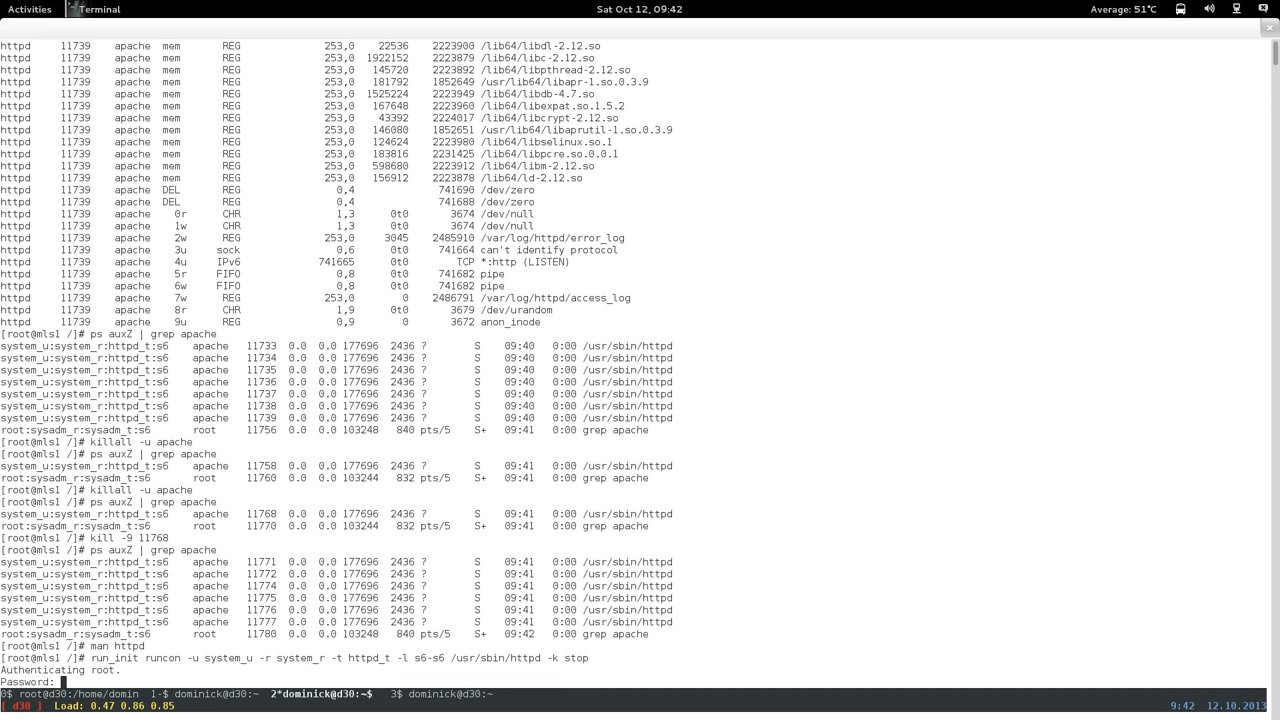 Activities Terminal Sat Oct 12, 09:42 Average: 51°C
httpd 11739 apache mem REG 253,0 22536 2223900 /lib64/libdl-2.12.so
httpd 11739 apache mem REG 253,0 1922152 2223879 /lib64/libc-2.12.so
httpd 11739 apache mem REG 253,0 145720 2223892 /lib64/libpthread-2.12.so
httpd 11739 apache mem REG 253,0 181792 1852649 /usr/lib64/libapr-1.so.0.3.9
httpd 11739 apache mem REG 253,0 1525224 2223949 /lib64/libdb-4.7.so
httpd 11739 apache mem REG 253,0 167648 2223960 /lib64/libexpat.so.1.5.2
httpd 11739 apache mem REG 253,0 43392 2224017 /lib64/libcrypt-2.12.so
httpd 11739 apache mem REG 253,0 146080 1852651 /usr/lib64/libaprutil-1.so.0.3.9
httpd 11739 apache mem REG 253,0 124624 2223980 /lib64/libselinux.so.1
httpd 11739 apache mem REG 253,0 183816 2231425 /lib64/libpcre.so.0.0.1
httpd 11739 apache mem REG 253,0 598680 2223912 /lib64/libm-2.12.so
httpd 11739 apache mem REG 253,0 156912 2223878 /lib64/ld-2.12.so
httpd 11739 apache DEL REG 0,4 741690 /dev/zero
httpd 11739 apache DEL REG 0,4 741688 /dev/zero
httpd 11739 apache 0r CHR 1,3 0t0 3674 /dev/null
httpd 11739 apache 1w CHR 1,3 0t0 3674 /dev/null
httpd 11739 apache 2w REG 253,0 3045 2485910 /var/log/httpd/error_log
httpd 11739 apache 3u sock 0,6 0t0 741664 can't identify protocol
httpd 11739 apache 4u IPv6 741665 0t0 TCP *:http (LISTEN)
httpd 11739 apache 5r FIFO 0,8 0t0 741682 pipe
httpd 11739 apache 6w FIFO 0,8 0t0 741682 pipe
httpd 11739 apache 7w REG 253,0 0 2486791 /var/log/httpd/access_log
httpd 11739 apache 8r CHR 1,9 0t0 3679 /dev/urandom
httpd 11739 apache 9u REG 0,9 0 3672 anon_inode
[root@mls1 /]# ps auxZ | grep apache
system_u:system_r:httpd_t:s6 apache 11733 0.0 0.0 177696 2436 ? S 09:40 0:00 /usr/sbin/httpd
system_u:system_r:httpd_t:s6 apache 11734 0.0 0.0 177696 2436 ? S 09:40 0:00 /usr/sbin/httpd
system_u:system_r:httpd_t:s6 apache 11735 0.0 0.0 177696 2436 ? S 09:40 0:00 /usr/sbin/httpd
system_u:system_r:httpd_t:s6 apache 11736 0.0 0.0 177696 2436 ? S 09:40 0:00 /usr/sbin/httpd
system_u:system_r:httpd_t:s6 apache 11737 0.0 0.0 177696 2436 ? S 09:40 0:00 /usr/sbin/httpd
system_u:system_r:httpd_t:s6 apache 11738 0.0 0.0 177696 2436 ? S 09:40 0:00 /usr/sbin/httpd
system_u:system_r:httpd_t:s6 apache 11739 0.0 0.0 177696 2436 ? S 09:40 0:00 /usr/sbin/httpd
root:sysadm_r:sysadm_t:s6 root 11756 0.0 0.0 103248 840 pts/5 S+ 09:41 0:00 grep apache
[root@mls1 /]# killall -u apache
[root@mls1 /]# ps auxZ | grep apache
system_u:system_r:httpd_t:s6 apache 11758 0.0 0.0 177696 2436 ? S 09:41 0:00 /usr/sbin/httpd
root:sysadm_r:sysadm_t:s6 root 11760 0.0 0.0 103244 832 pts/5 S+ 09:41 0:00 grep apache
[root@mls1 /]# killall -u apache
[root@mls1 /]# ps auxZ | grep apache
system_u:system_r:httpd_t:s6 apache 11768 0.0 0.0 177696 2436 ? S 09:41 0:00 /usr/sbin/httpd
root:sysadm_r:sysadm_t:s6 root 11770 0.0 0.0 103244 832 pts/5 S+ 09:41 0:00 grep apache
[root@mls1 /]# kill -9 11768
[root@mls1 /]# ps auxZ | grep apache
system_u:system_r:httpd_t:s6 apache 11771 0.0 0.0 177696 2436 ? S 09:41 0:00 /usr/sbin/httpd
system_u:system_r:httpd_t:s6 apache 11772 0.0 0.0 177696 2436 ? S 09:41 0:00 /usr/sbin/httpd
system_u:system_r:httpd_t:s6 apache 11774 0.0 0.0 177696 2436 ? S 09:41 0:00 /usr/sbin/httpd
system_u:system_r:httpd_t:s6 apache 11775 0.0 0.0 177696 2436 ? S 09:41 0:00 /usr/sbin/httpd
system_u:system_r:httpd_t:s6 apache 11776 0.0 0.0 177696 2436 ? S 09:41 0:00 /usr/sbin/httpd
system_u:system_r:httpd_t:s6 apache 11777 0.0 0.0 177696 2436 ? S 09:41 0:00 /usr/sbin/httpd
root:sysadm_r:sysadm_t:s6 root 11780 0.0 0.0 103248 840 pts/5 S+ 09:42 0:00 grep apache
[root@mls1 /]# man httpd
[root@mls1 /]# run_init runcon -u system_u -r system_r -t httpd_t -l s6-s6 /usr/sbin/httpd -k stop
Authenticating root.
Password:
0$ root@d30:/home/domin 1-$ dominick@d30:~ 2*dominick@d30:~$ 3$ dominick@d30:~
[ d30 ] Load: 0.47 0.86 0.85 9:42 12.10.2013